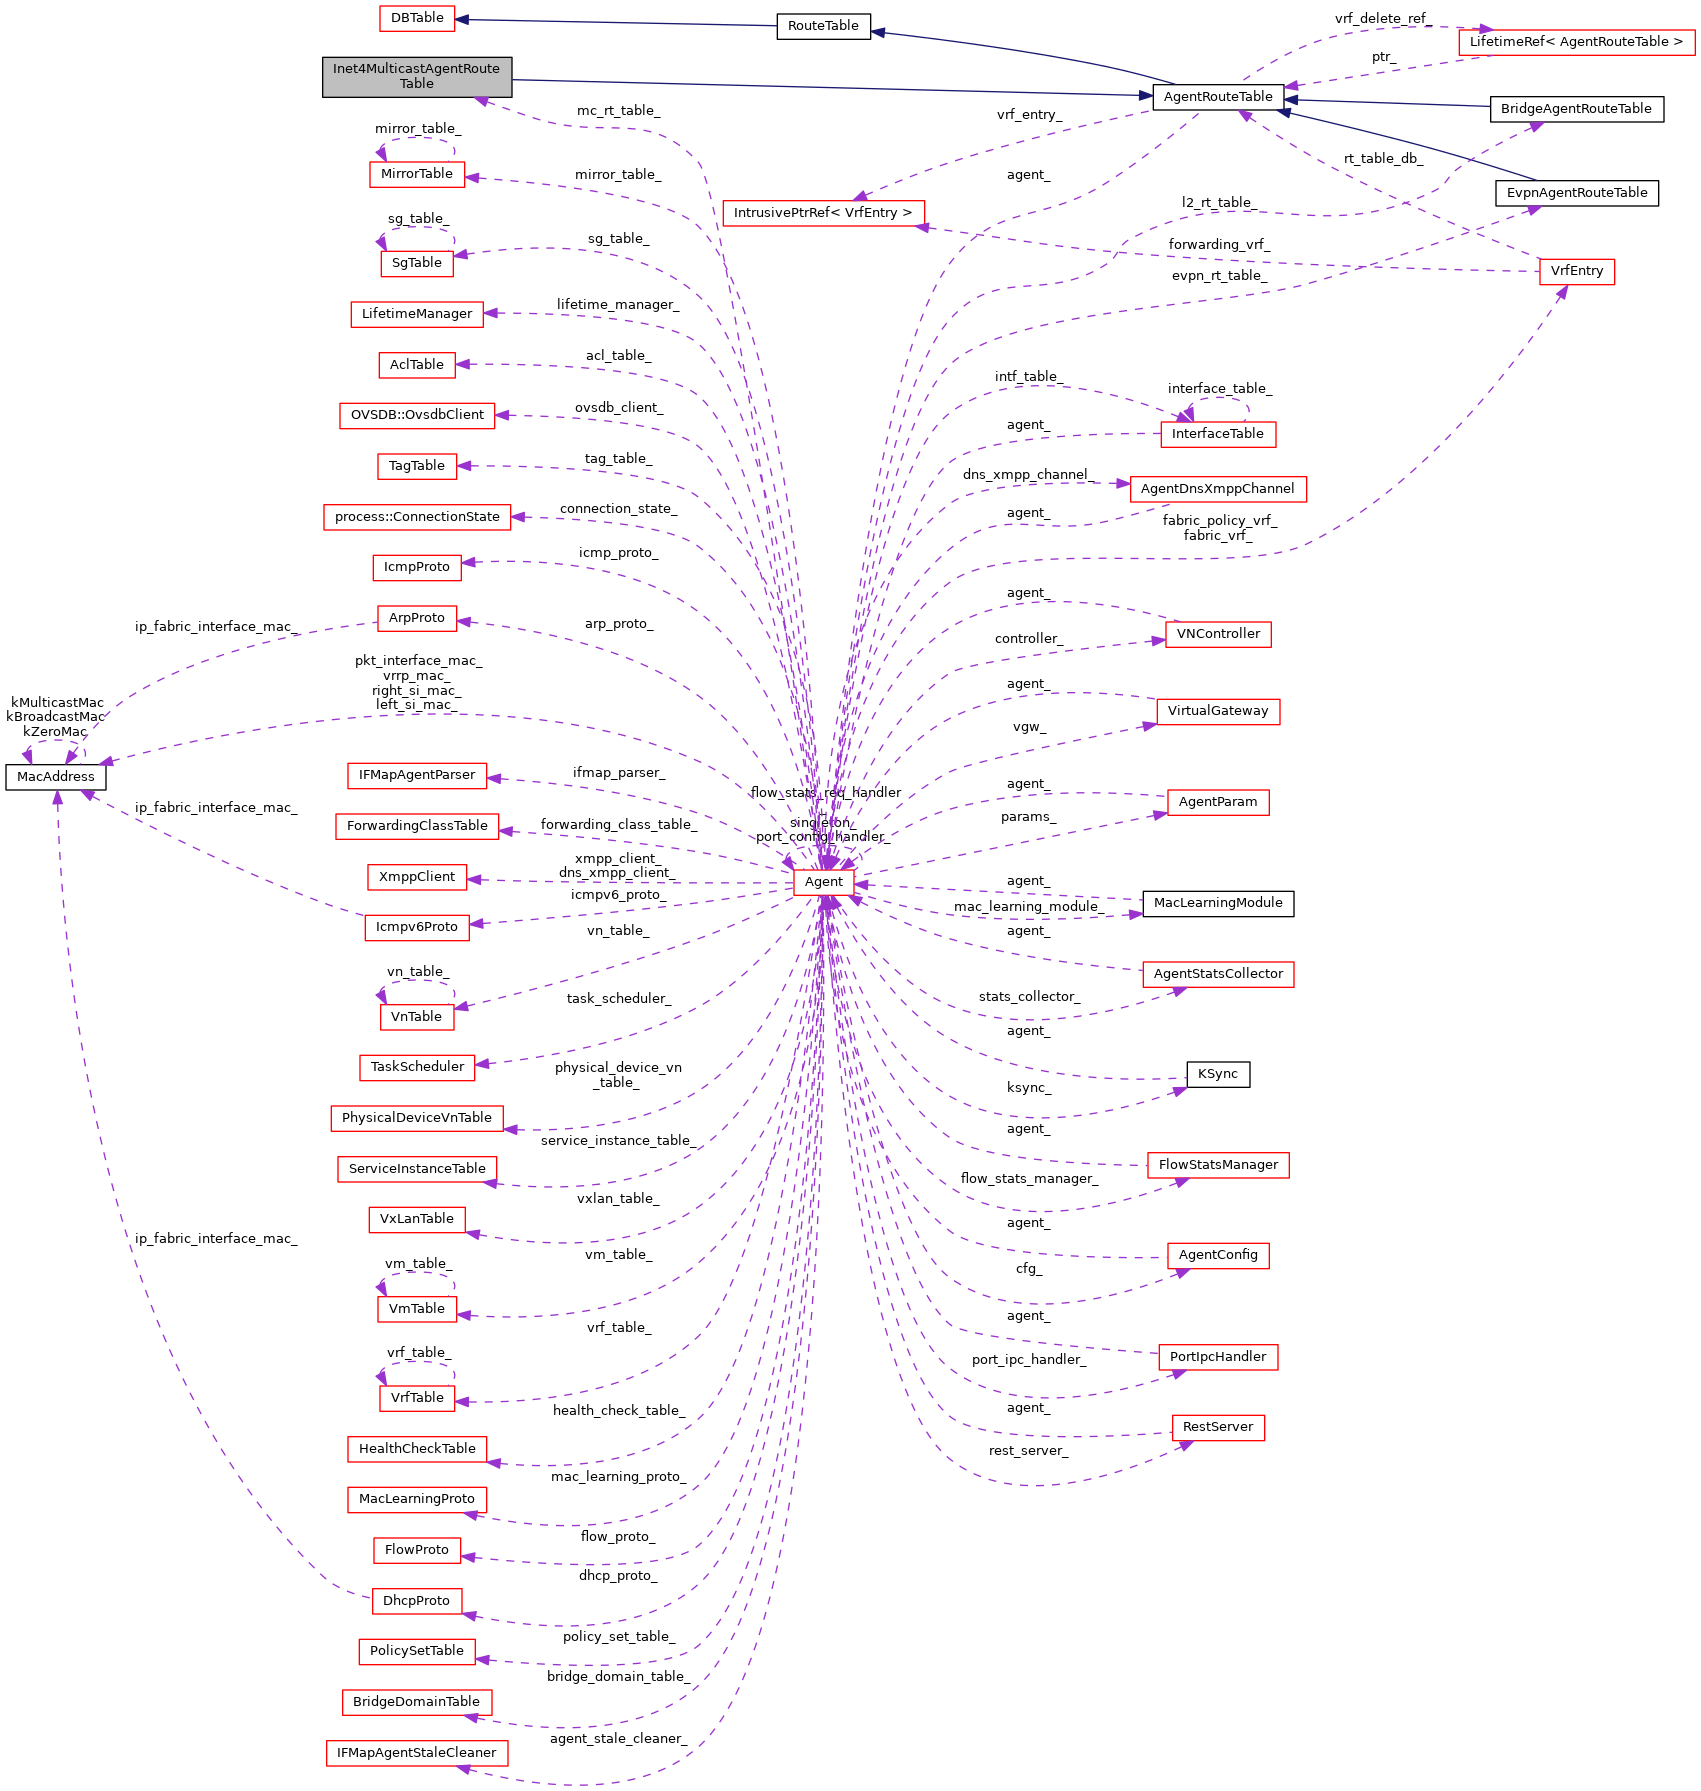 DBTable
RouteTable
vrf_delete_ref_
LifetimeRef< AgentRouteTable >
ptr_
Inet4MulticastAgentRoute
Table
AgentRouteTable
BridgeAgentRouteTable
mc_rt_table_
vrf_entry_
mirror_table_
rt_table_db_
MirrorTable
mirror_table_
agent_
EvpnAgentRouteTable
l2_rt_table_
IntrusivePtrRef< VrfEntry >
sg_table_
sg_table_
forwarding_vrf_
SgTable
VrfEntry
evpn_rt_table_
lifetime_manager_
LifetimeManager
acl_table_
AclTable
intf_table_
interface_table_
ovsdb_client_
OVSDB::OvsdbClient
agent_
InterfaceTable
tag_table_
TagTable
dns_xmpp_channel_
AgentDnsXmppChannel
connection_state_
process::ConnectionState
agent_
fabric_policy_vrf_
fabric_vrf_
icmp_proto_
IcmpProto
agent_
ArpProto
arp_proto_
ip_fabric_interface_mac_
controller_
VNController
pkt_interface_mac_
vrrp_mac_
right_si_mac_
left_si_mac_
agent_
kMulticastMac
kBroadcastMac
kZeroMac
VirtualGateway
vgw_
MacAddress
IFMapAgentParser
ifmap_parser_
agent_
flow_stats_req_handler
_
AgentParam
ip_fabric_interface_mac_
singleton_
params_
ForwardingClassTable
forwarding_class_table_
port_config_handler_
xmpp_client_
dns_xmpp_client_
XmppClient
Agent
agent_
icmpv6_proto_
mac_learning_module_
MacLearningModule
Icmpv6Proto
vn_table_
agent_
vn_table_
AgentStatsCollector
task_scheduler_
stats_collector_
VnTable
agent_
TaskScheduler
physical_device_vn
_table_
KSync
ksync_
PhysicalDeviceVnTable
agent_
service_instance_table_
ServiceInstanceTable
FlowStatsManager
flow_stats_manager_
vxlan_table_
VxLanTable
agent_
ip_fabric_interface_mac_
vm_table_
vm_table_
AgentConfig
cfg_
VmTable
agent_
vrf_table_
vrf_table_
PortIpcHandler
port_ipc_handler_
VrfTable
health_check_table_
agent_
RestServer
HealthCheckTable
rest_server_
mac_learning_proto_
MacLearningProto
flow_proto_
FlowProto
dhcp_proto_
DhcpProto
policy_set_table_
PolicySetTable
bridge_domain_table_
BridgeDomainTable
agent_stale_cleaner_
IFMapAgentStaleCleaner